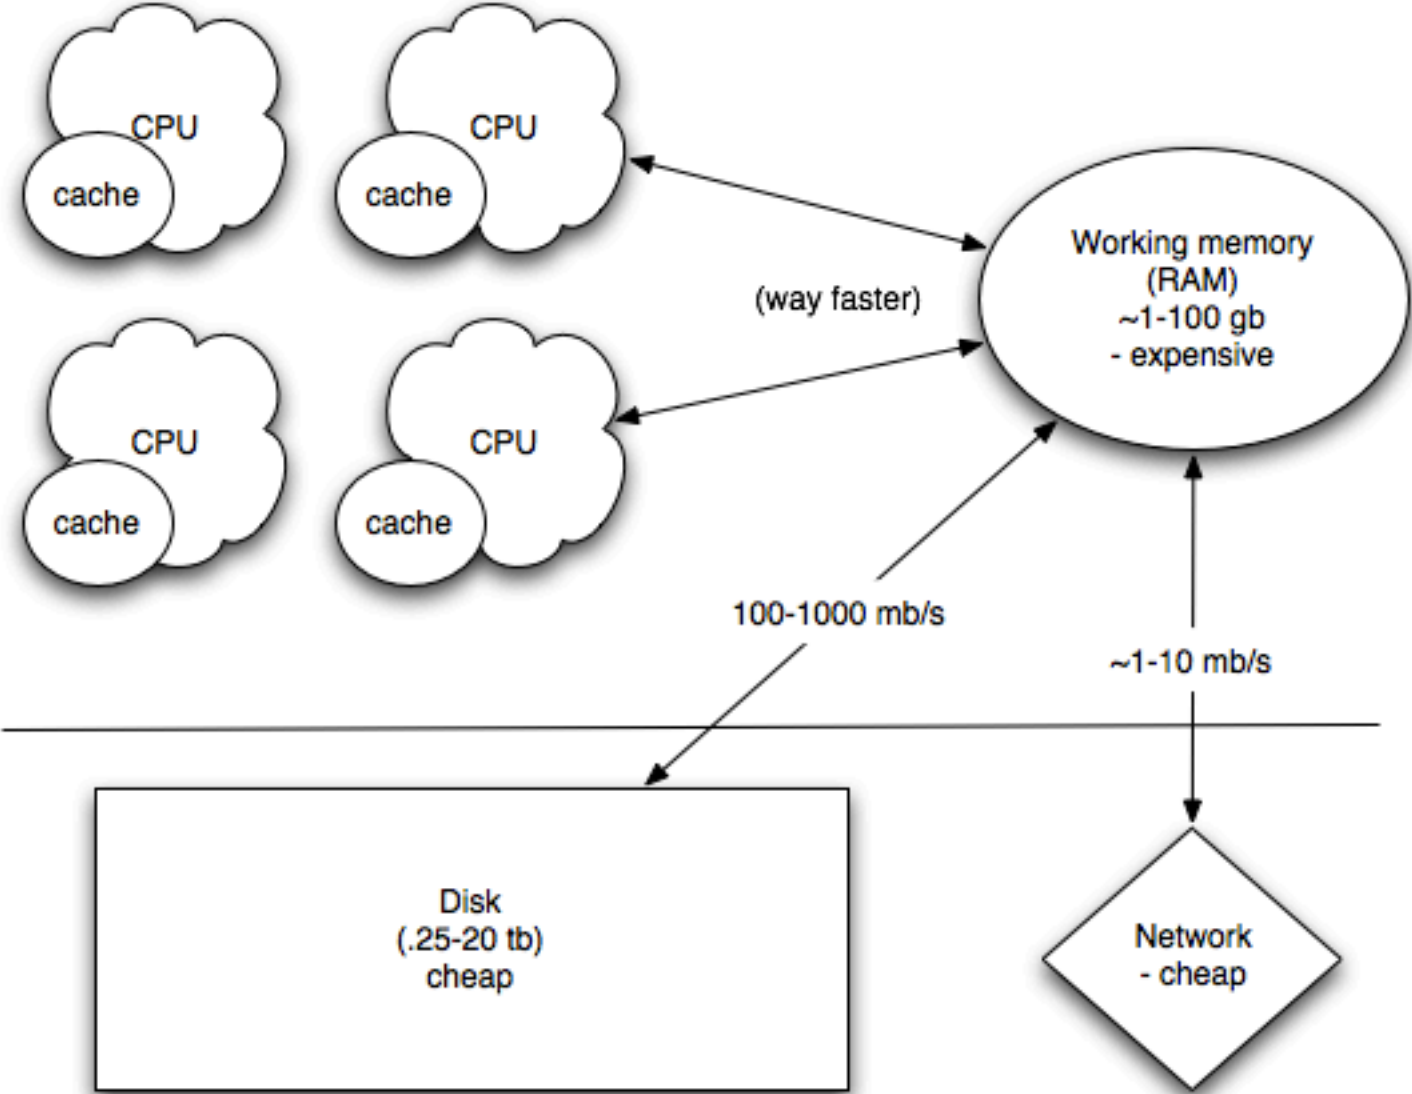 CPU
cache
CPU
cache
Working memory
(RAM)
~1-100 gb
- expensive
(way faster)
CPU
cache
CPU
cache
100-1000 mb/s
~1-10 mb/s
Disk
(.25-20 tb)
cheap
Network
- cheap